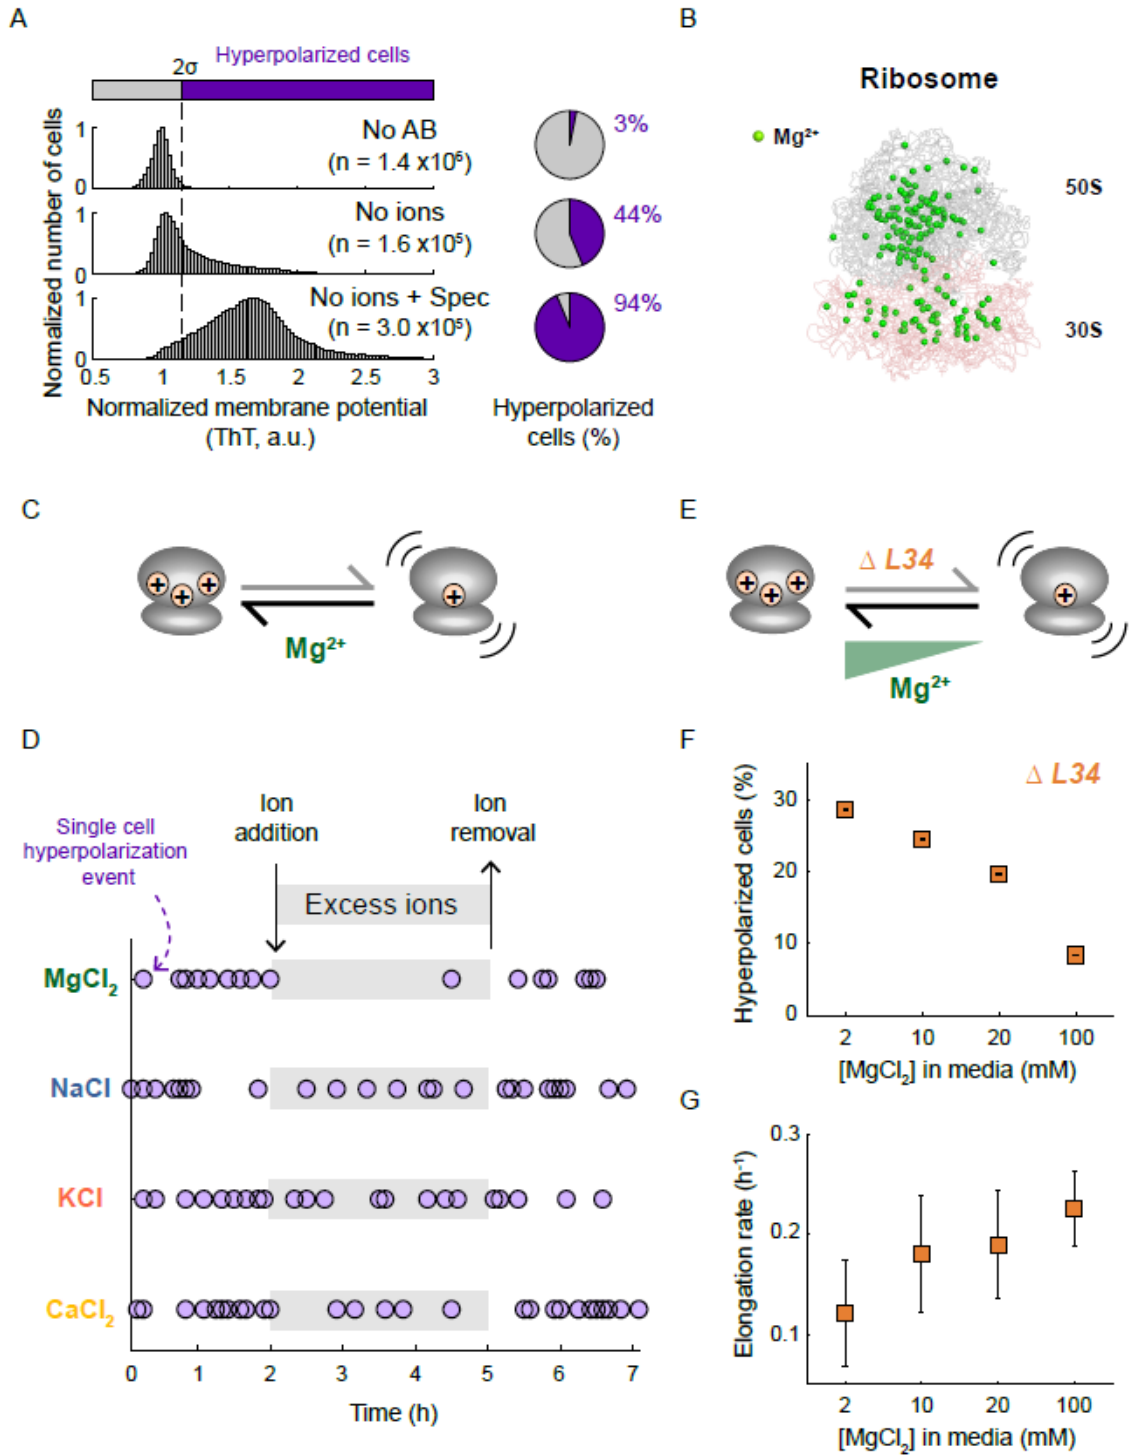 A
Hyperpolarized cells
2σ
Normalized number of cells
1
0
No AB
(n = 1.4 x10⁶)
3%
1
0
No ions
(n = 1.6 x10⁵)
44%
1
0
No ions + Spec
(n = 3.0 x10⁵)
94%
0.5 1 1.5 2 2.5 3
Normalized membrane potential
(ThT, a.u.)
Hyperpolarized
cells (%)
B
Ribosome
Mg²⁺
50S
30S
C
+ + + +
Mg²⁺
E
Δ L34
+ + + +
Mg²⁺
D
Single cell
hyperpolarization
event
Ion
addition
Ion
removal
Excess ions
MgCl₂
NaCl
KCl
CaCl₂
0 1 2 3 4 5 6 7
Time (h)
F
Δ L34
Hyperpolarized cells (%)
30
20
10
0
2 10 20 100
[MgCl₂] in media (mM)
G
Elongation rate (h⁻¹)
0.3
0.2
0.1
2 10 20 100
[MgCl₂] in media (mM)